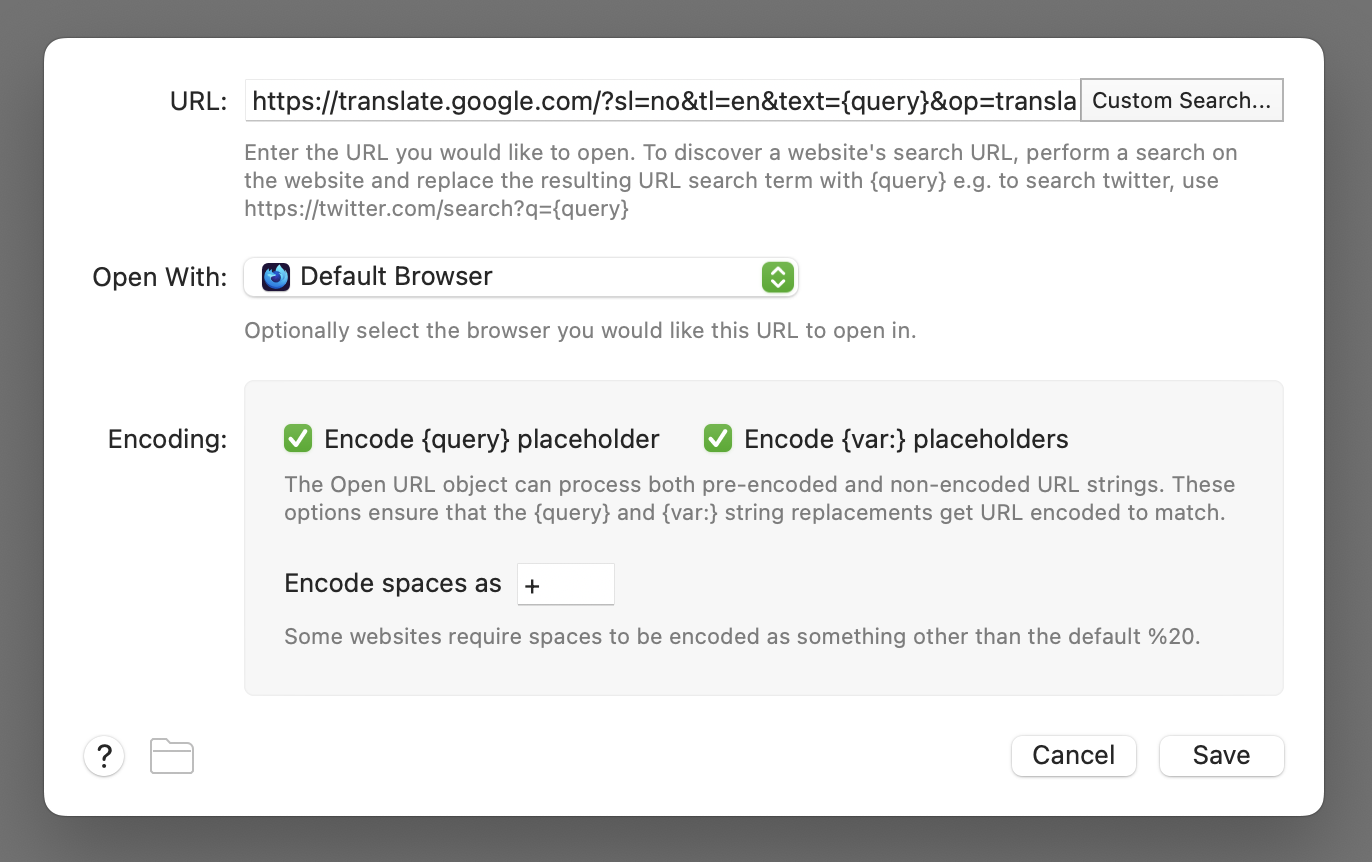 URL: https://translate.google.com/?sl=no&tl=en&text={query}&op=transla Custom Search...
Enter the URL you would like to open. To discover a website's search URL, perform a search on
the website and replace the resulting URL search term with {query} e.g. to search twitter, use
https://twitter.com/search?q={query}
Open With: Default Browser
Optionally select the browser you would like this URL to open in.
Encoding: Encode {query} placeholder Encode {var:} placeholders
The Open URL object can process both pre-encoded and non-encoded URL strings. These
options ensure that the {query} and {var:} string replacements get URL encoded to match.
Encode spaces as +
Some websites require spaces to be encoded as something other than the default %20.
? Cancel Save